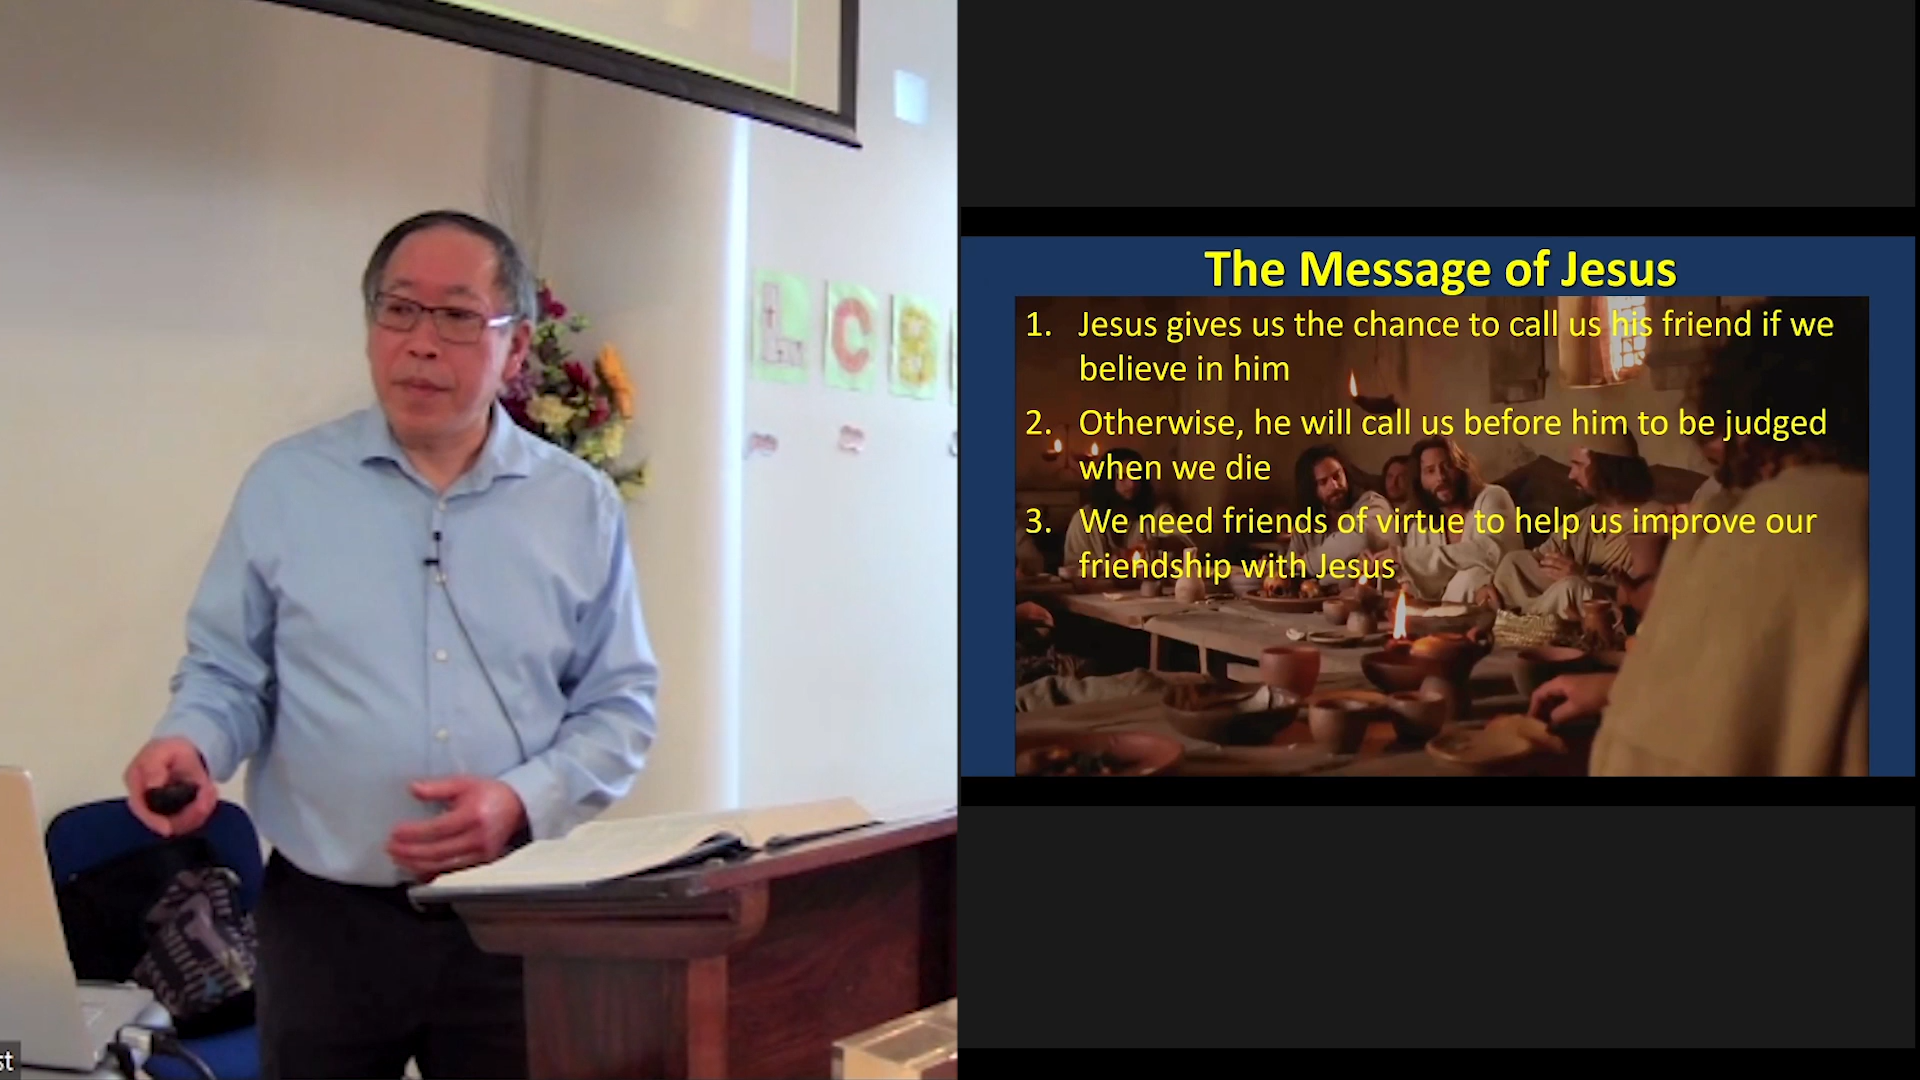 L C S
The Message of Jesus
1. Jesus gives us the chance to call us his friend if we
believe in him
2. Otherwise, he will call us before him to be judged
when we die
3. We need friends of virtue to help us improve our
friendship with Jesus
st